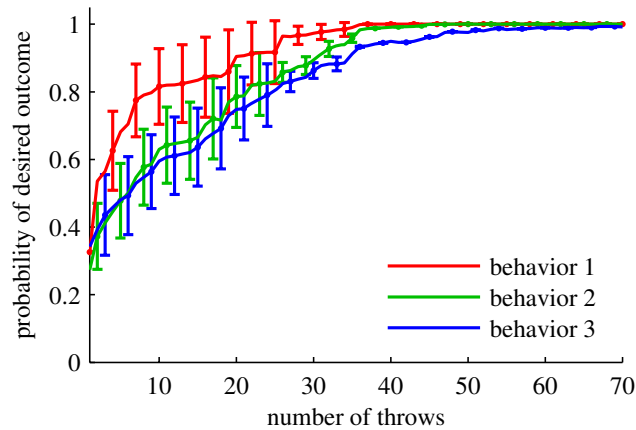 probability of desired outcome
1
0.8
0.6
0.4
0.2
0
behavior 1
behavior 2
behavior 3
10 20 30 40 50 60 70
number of throws